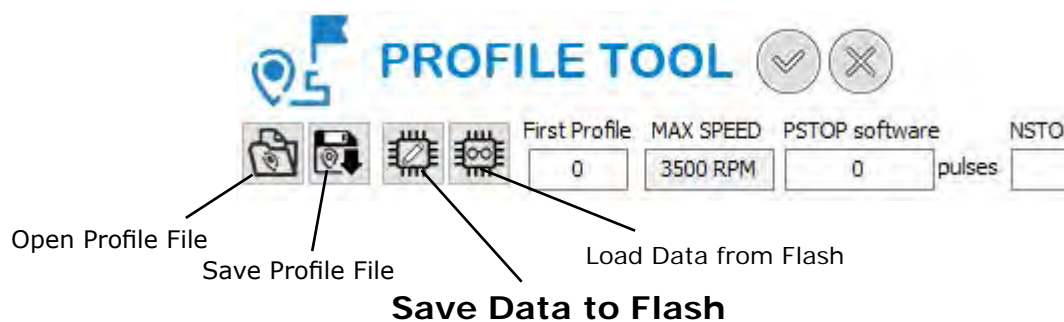 PROFILE TOOL
First Profile MAX SPEED PSTOP software NSTO
0 3500 RPM 0 pulses
Open Profile File
Load Data from Flash
Save Profile File
Save Data to Flash